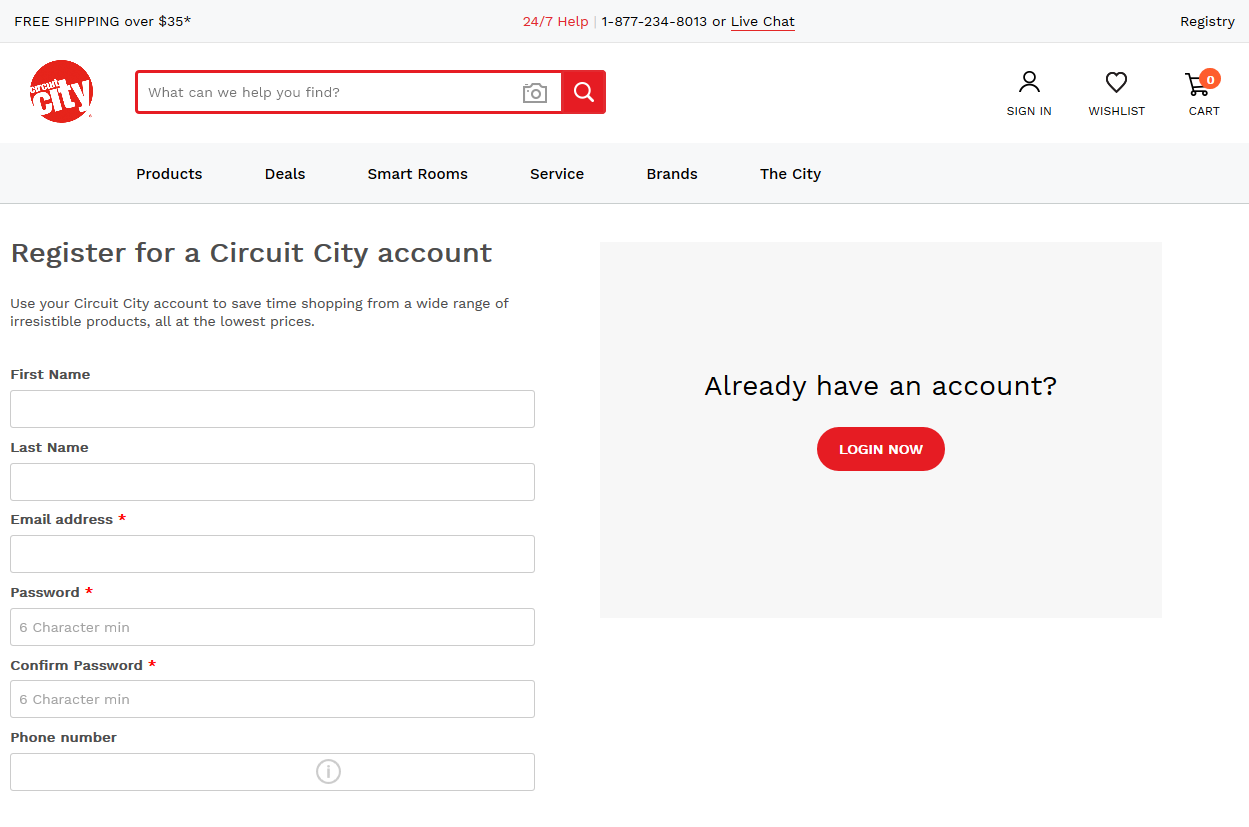 FREE SHIPPING over $35*
24/7 Help | 1-877-234-8013 or Live Chat
Registry
circuit
city
What can we help you find?
SIGN IN
WISHLIST
0
CART
Products
Deals
Smart Rooms
Service
Brands
The City
Register for a Circuit City account
Use your Circuit City account to save time shopping from a wide range of
irresistible products, all at the lowest prices.
First Name
Last Name
Email address *
Password *
6 Character min
Confirm Password *
6 Character min
Phone number
Already have an account?
LOGIN NOW